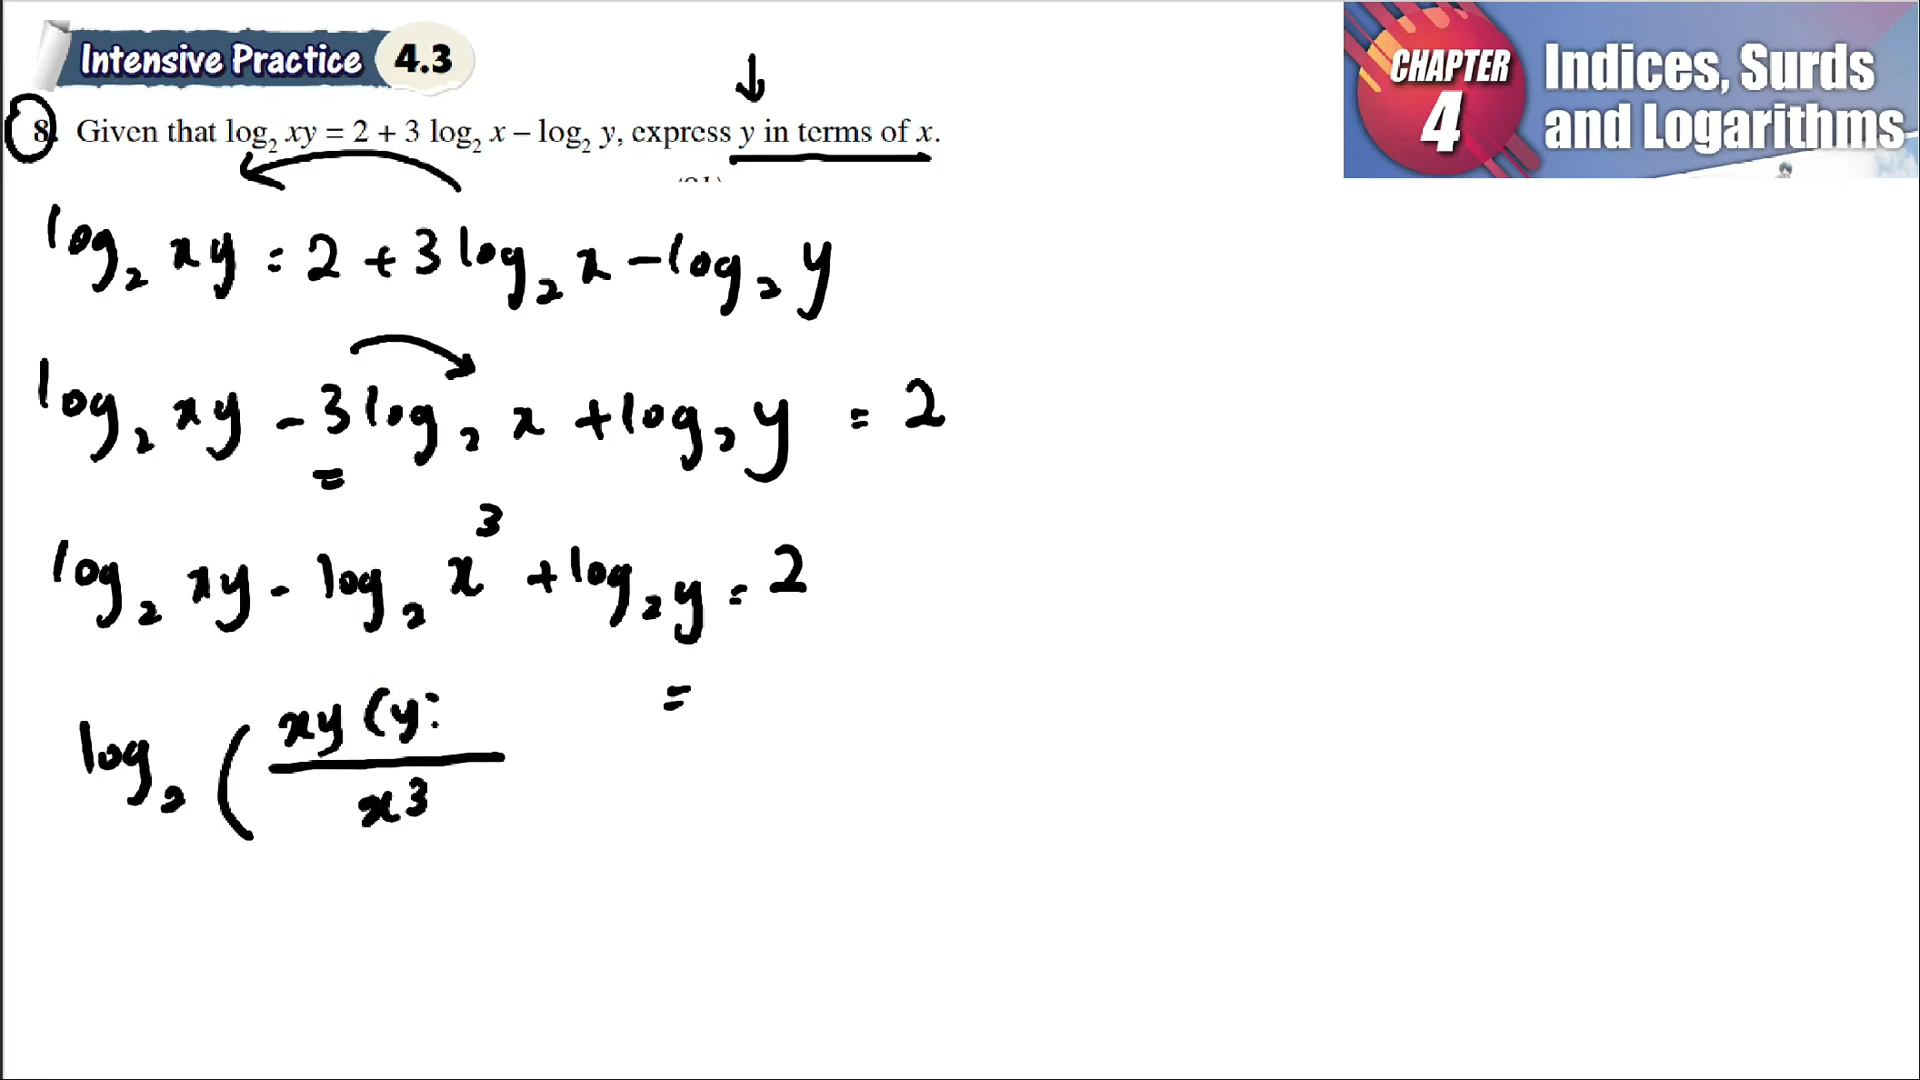 Intensive Practice 4.3
CHAPTER 4
Indices, Surds and Logarithms
8. Given that log₂ xy = 2 + 3 log₂ x – log₂ y, express y in terms of x.
log₂ xy = 2 + 3 log₂ x – log₂ y
log₂ xy – 3 log₂ x + log₂ y = 2
log₂ xy – log₂ x³ + log₂ y = 2
log₂ ( xy (y
x³
=